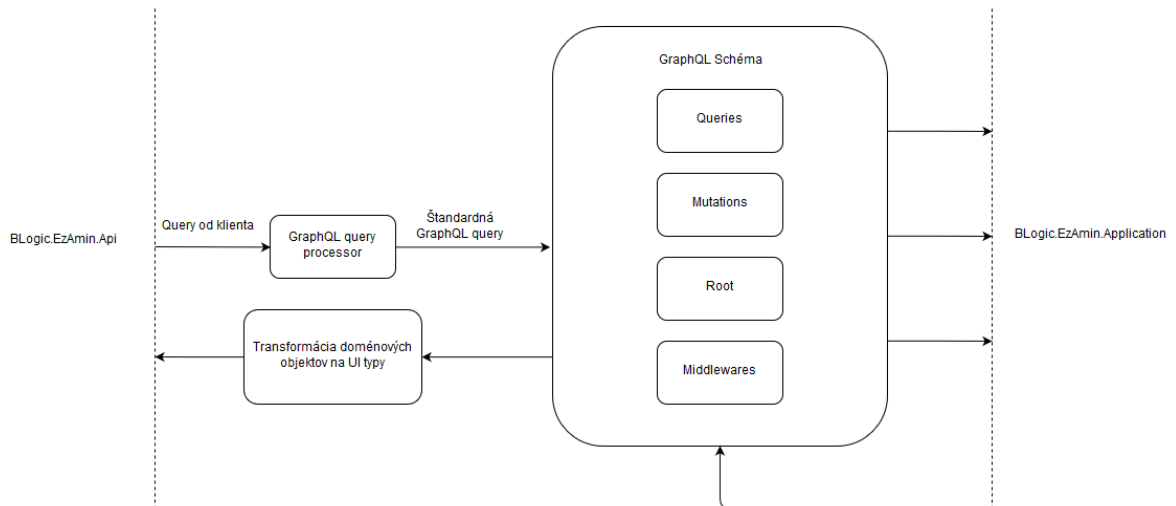 GraphQL Schéma
Queries
Mutations
Root
Middlewares
BLogic.EzAmin.Api
Query od klienta
GraphQL query
processor
Štandardná
GraphQL query
Transformácia doménových
objektov na UI typy
BLogic.EzAmin.Application